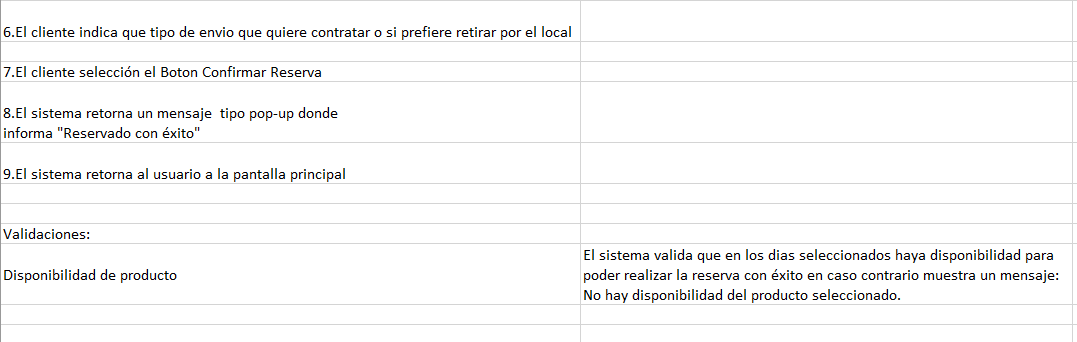 6.El cliente indica que tipo de envio que quiere contratar o si prefiere retirar por el local
7.El cliente selección el Boton Confirmar Reserva
8.El sistema retorna un mensaje  tipo pop-up donde
informa "Reservado con éxito"
9.El sistema retorna al usuario a la pantalla principal
Validaciones:
Disponibilidad de producto
El sistema valida que en los dias seleccionados haya disponibilidad para
poder realizar la reserva con éxito en caso contrario muestra un mensaje:
No hay disponibilidad del producto seleccionado.